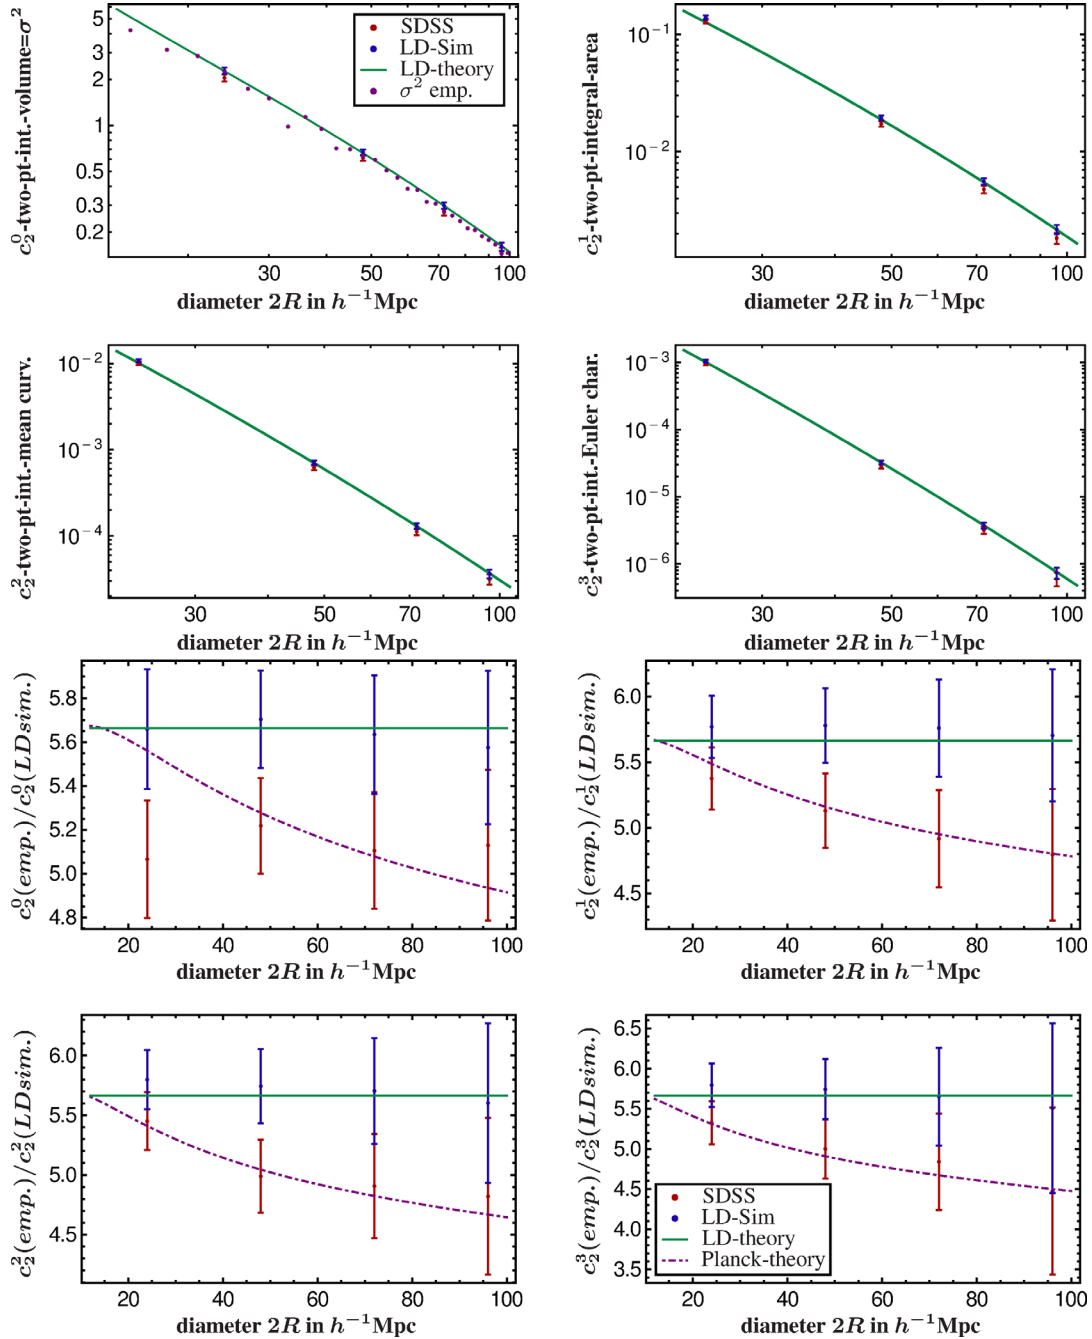 c₂⁰-two-pt-int.-volume=σ²
5
3
2
1
0.5
0.3
0.2
SDSS
LD-Sim
LD-theory
σ² emp.
30 50 70 100
diameter 2R in h⁻¹Mpc
c₂¹-two-pt-integral-area
10⁻¹
10⁻²
30 50 70 100
diameter 2R in h⁻¹Mpc
c₂²-two-pt-int.-mean curv.
10⁻²
10⁻³
10⁻⁴
30 50 70 100
diameter 2R in h⁻¹Mpc
c₂³-two-pt-int.-Euler char.
10⁻³
10⁻⁴
10⁻⁵
10⁻⁶
30 50 70 100
diameter 2R in h⁻¹Mpc
c₂⁰(emp.)/c₂⁰(LDsim.)
5.8
5.6
5.4
5.2
5.0
4.8
20 40 60 80 100
diameter 2R in h⁻¹Mpc
c₂¹(emp.)/c₂¹(LDsim.)
6.0
5.5
5.0
4.5
20 40 60 80 100
diameter 2R in h⁻¹Mpc
c₂²(emp.)/c₂²(LDsim.)
6.0
5.5
5.0
4.5
20 40 60 80 100
diameter 2R in h⁻¹Mpc
c₂³(emp.)/c₂³(LDsim.)
6.5
6.0
5.5
5.0
4.5
4.0
3.5
SDSS
LD-Sim
LD-theory
Planck-theory
20 40 60 80 100
diameter 2R in h⁻¹Mpc